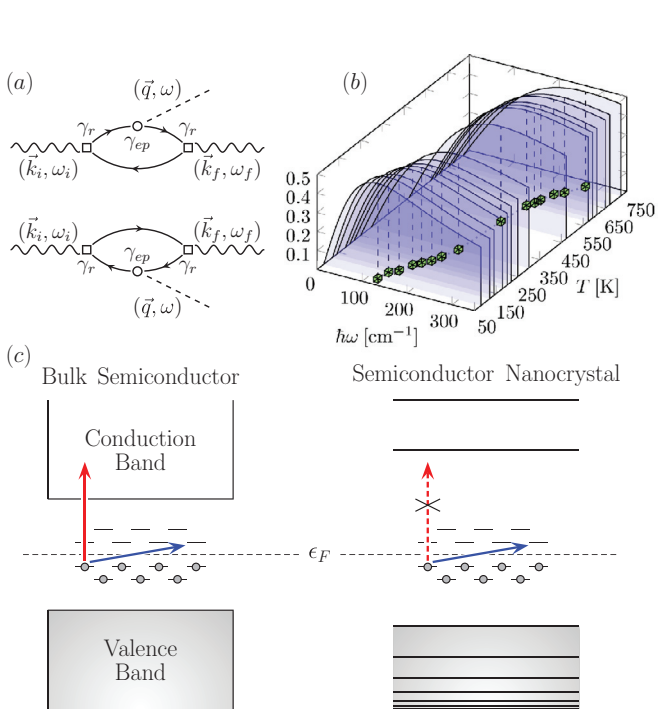 (a)
(q⃗, ω)
γr γr
γep
(k⃗i, ωi) (k⃗f, ωf)
(k⃗i, ωi) (k⃗f, ωf)
γep
γr γr
(q⃗, ω)
(b)
0.5
0.4
0.3
0.2
0.1
0 100 200 300
ħω [cm⁻¹]
50 150 250 350 450 550 650 750
T [K]
(c)
Bulk Semiconductor Semiconductor Nanocrystal
Conduction
Band
ϵF
Valence
Band